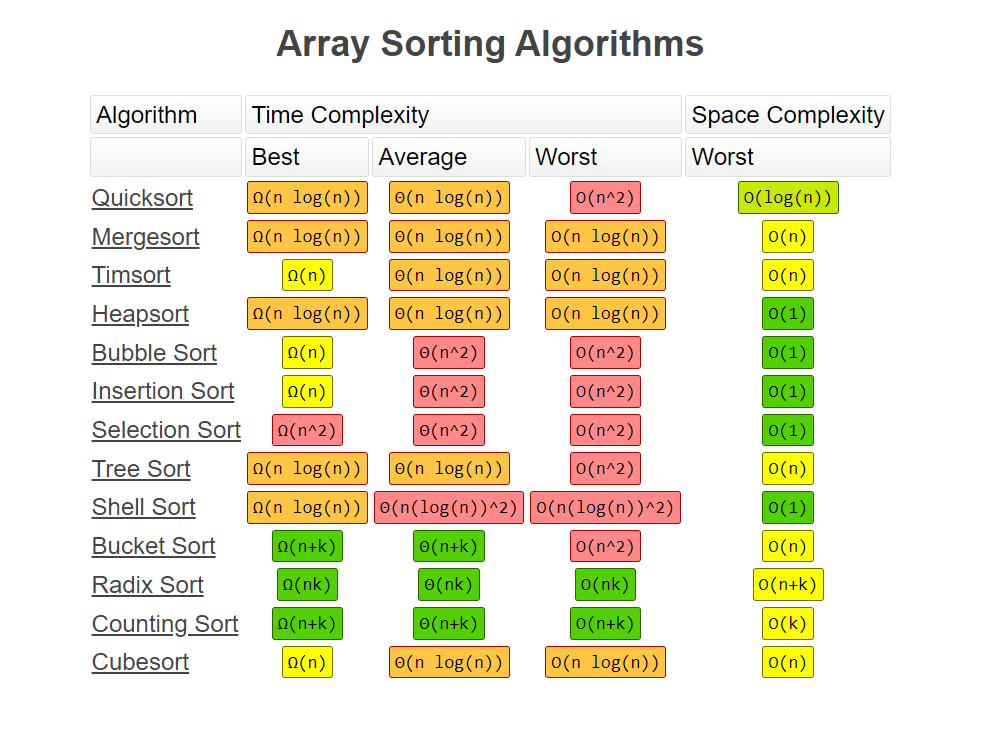 Array Sorting Algorithms
Algorithm Time Complexity Space Complexity
Best Average Worst Worst
Quicksort Ω(n log(n)) Θ(n log(n)) O(n^2) O(log(n))
Mergesort Ω(n log(n)) Θ(n log(n)) O(n log(n)) O(n)
Timsort Ω(n) Θ(n log(n)) O(n log(n)) O(n)
Heapsort Ω(n log(n)) Θ(n log(n)) O(n log(n)) O(1)
Bubble Sort Ω(n) Θ(n^2) O(n^2) O(1)
Insertion Sort Ω(n) Θ(n^2) O(n^2) O(1)
Selection Sort Ω(n^2) Θ(n^2) O(n^2) O(1)
Tree Sort Ω(n log(n)) Θ(n log(n)) O(n^2) O(n)
Shell Sort Ω(n log(n)) Θ(n(log(n))^2) O(n(log(n))^2) O(1)
Bucket Sort Ω(n+k) Θ(n+k) O(n^2) O(n)
Radix Sort Ω(nk) Θ(nk) O(nk) O(n+k)
Counting Sort Ω(n+k) Θ(n+k) O(n+k) O(k)
Cubesort Ω(n) Θ(n log(n)) O(n log(n)) O(n)